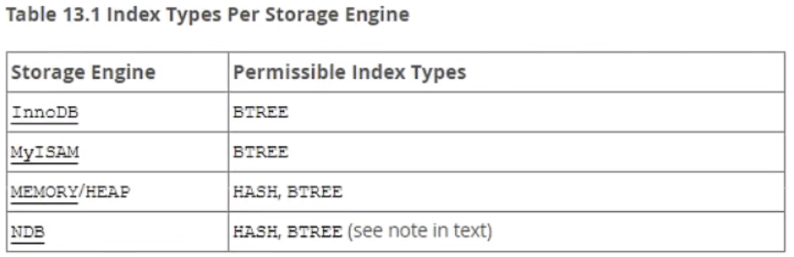 Table 13.1 Index Types Per Storage Engine
Storage Engine Permissible Index Types
InnoDB BTREE
MyISAM BTREE
MEMORY/HEAP HASH, BTREE
NDB HASH, BTREE (see note in text)